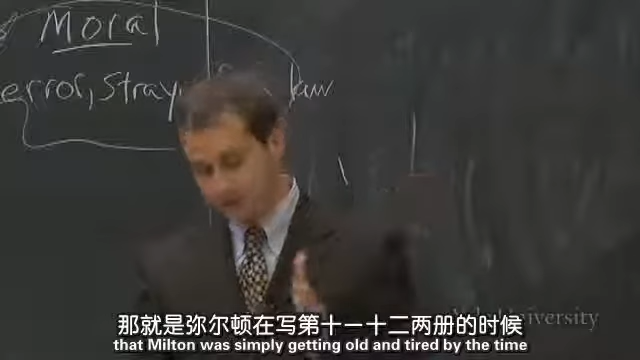 Moral
error, stray
law
University
那就是弥尔顿在写第十一十二两册的时候
that Milton was simply getting old and tired by the time